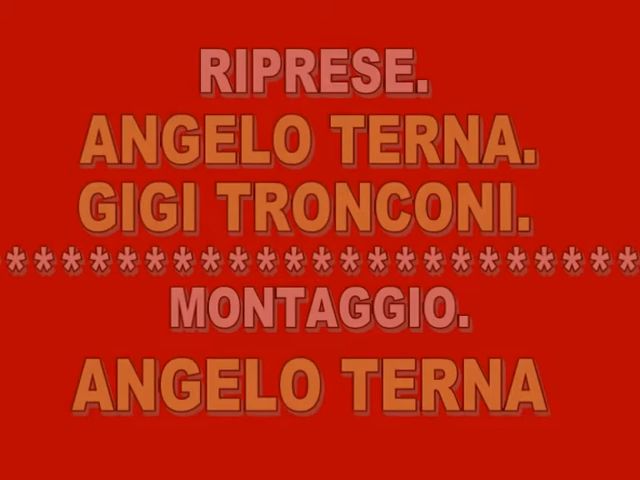 RIPRESE.
ANGELO TERNA.
GIGI TRONCONI.
***********************
MONTAGGIO.
ANGELO TERNA